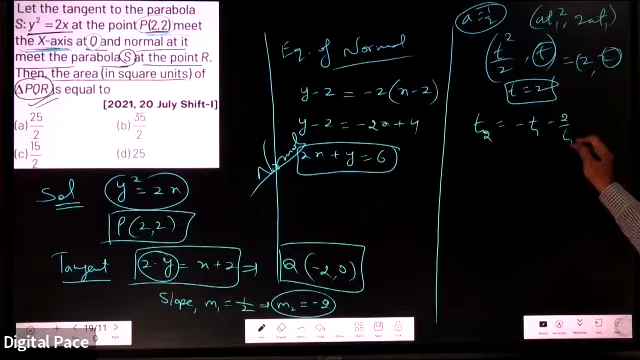 Let the tangent to the parabola
S: y² = 2x at the point P(2,2) meet
the X-axis at Q and normal at it
meet the parabola S at the point R.
Then, the area (in square units) of
ΔPQR is equal to
[2021, 20 July Shift-I]
(a) 25/2 (b) 35/2
(c) 15/2 (d) 25
Sol y² = 2x
P(2,2)
Tangent 2·y = x+2 ⇒ Q(-2,0)
Slope, m₁ = 1/2 → m₂ = -2
Eq. of Normal
y-2 = -2(x-2)
y-2 = -2x+4
Normal 2x+y = 6
a = 1/2 (at₁², 2at₁)
(t²/2, t) = (2, 2)
t = 2
t₂ = -t₁ - 2/t₁
19/11
Digital Pace